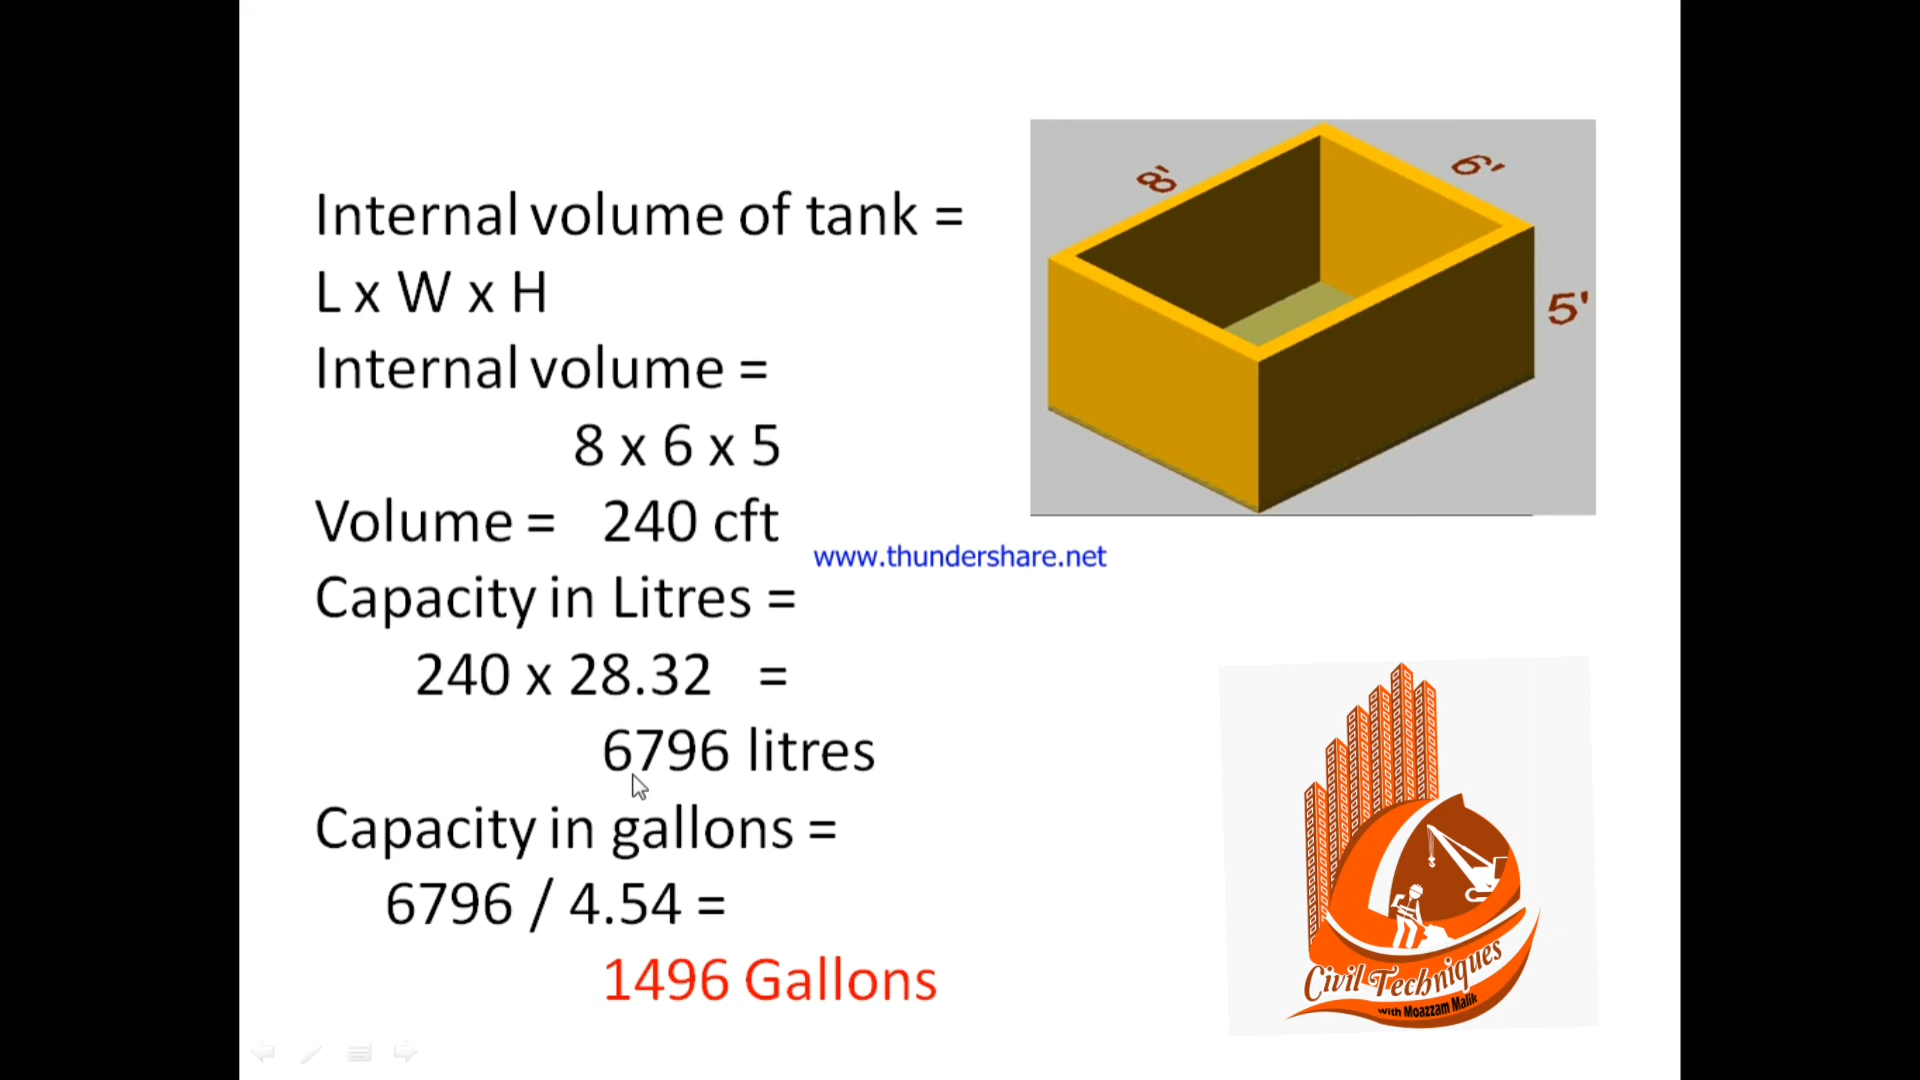 Internal volume of tank =
L x W x H
Internal volume =
8 x 6 x 5
Volume = 240 cft
Capacity in Litres =
240 x 28.32 =
6796 litres
Capacity in gallons =
6796 / 4.54 =
1496 Gallons
8'
6'
5'
www.thundershare.net
Civil Techniques
with Moazzam Malik